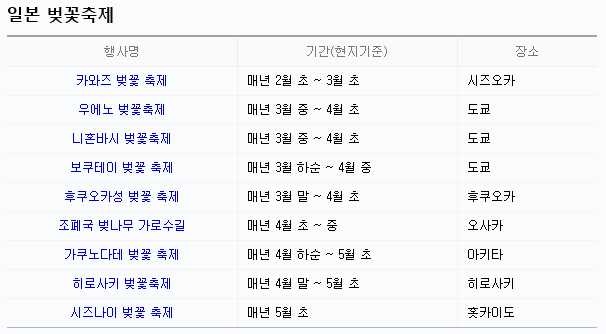 일본 벚꽃축제
행사명 기간(현지기준) 장소
카와즈 벚꽃 축제 매년 2월 초 ~ 3월 초 시즈오카
우에노 벚꽃축제 매년 3월 중 ~ 4월 초 도쿄
니혼바시 벚꽃 축제 매년 3월 중 ~ 4월 초 도쿄
보쿠테이 벚꽃 축제 매년 3월 하순 ~ 4월 중 도쿄
후쿠오카성 벚꽃 축제 매년 3월 말 ~ 4월 초 후쿠오카
조폐국 벚나무 가로수길 매년 4월 초 ~ 중 오사카
가쿠노다테 벚꽃 축제 매년 4월 하순 ~ 5월 초 아키타
히로사키 벚꽃축제 매년 4월 말 ~ 5월 초 히로사키
시즈나이 벚꽃 축제 매년 5월 초 홋카이도